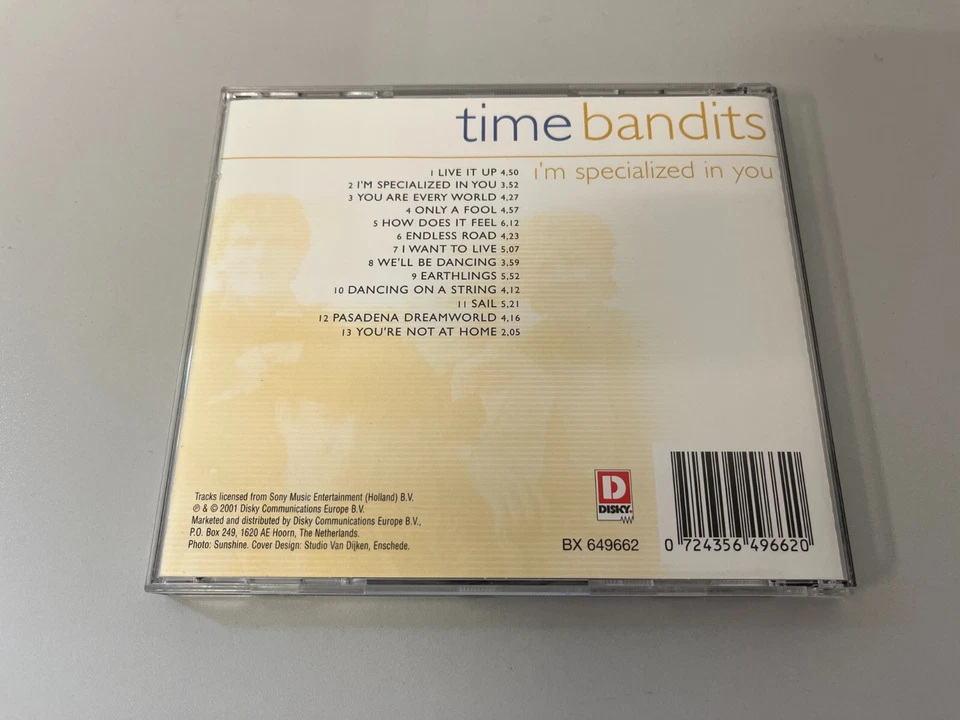 time bandits
i'm specialized in you
1 LIVE IT UP 4,50
2 I'M SPECIALIZED IN YOU 3,52
3 YOU ARE EVERY WORLD 4,27
4 ONLY A FOOL 4,57
5 HOW DOES IT FEEL 6,12
6 ENDLESS ROAD 4,23
7 I WANT TO LIVE 5,07
8 WE'LL BE DANCING 3,59
9 EARTHLINGS 5,52
10 DANCING ON A STRING 4,12
11 SAIL 5,21
12 PASADENA DREAMWORLD 4,16
13 YOU'RE NOT AT HOME 2,05
Tracks licensed from Sony Music Entertainment (Holland) B.V.
℗ & © 2001 Disky Communications Europe B.V.
Marketed and distributed by Disky Communications Europe B.V.,
P.O. Box 249, 1620 AE Hoorn, The Netherlands.
Photo: Sunshine. Cover Design: Studio Van Dijken, Enschede.
D
DISKY
BX 649662
0 724356 496620